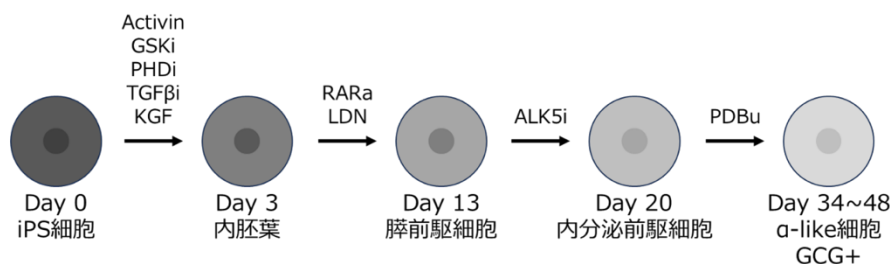 Activin
GSKi
PHDi
TGFβi
KGF
RARa
LDN
ALK5i
PDBu
Day 0
iPS細胞
Day 3
内胚葉
Day 13
膵前駆細胞
Day 20
内分泌前駆細胞
Day 34~48
α-like細胞
GCG+